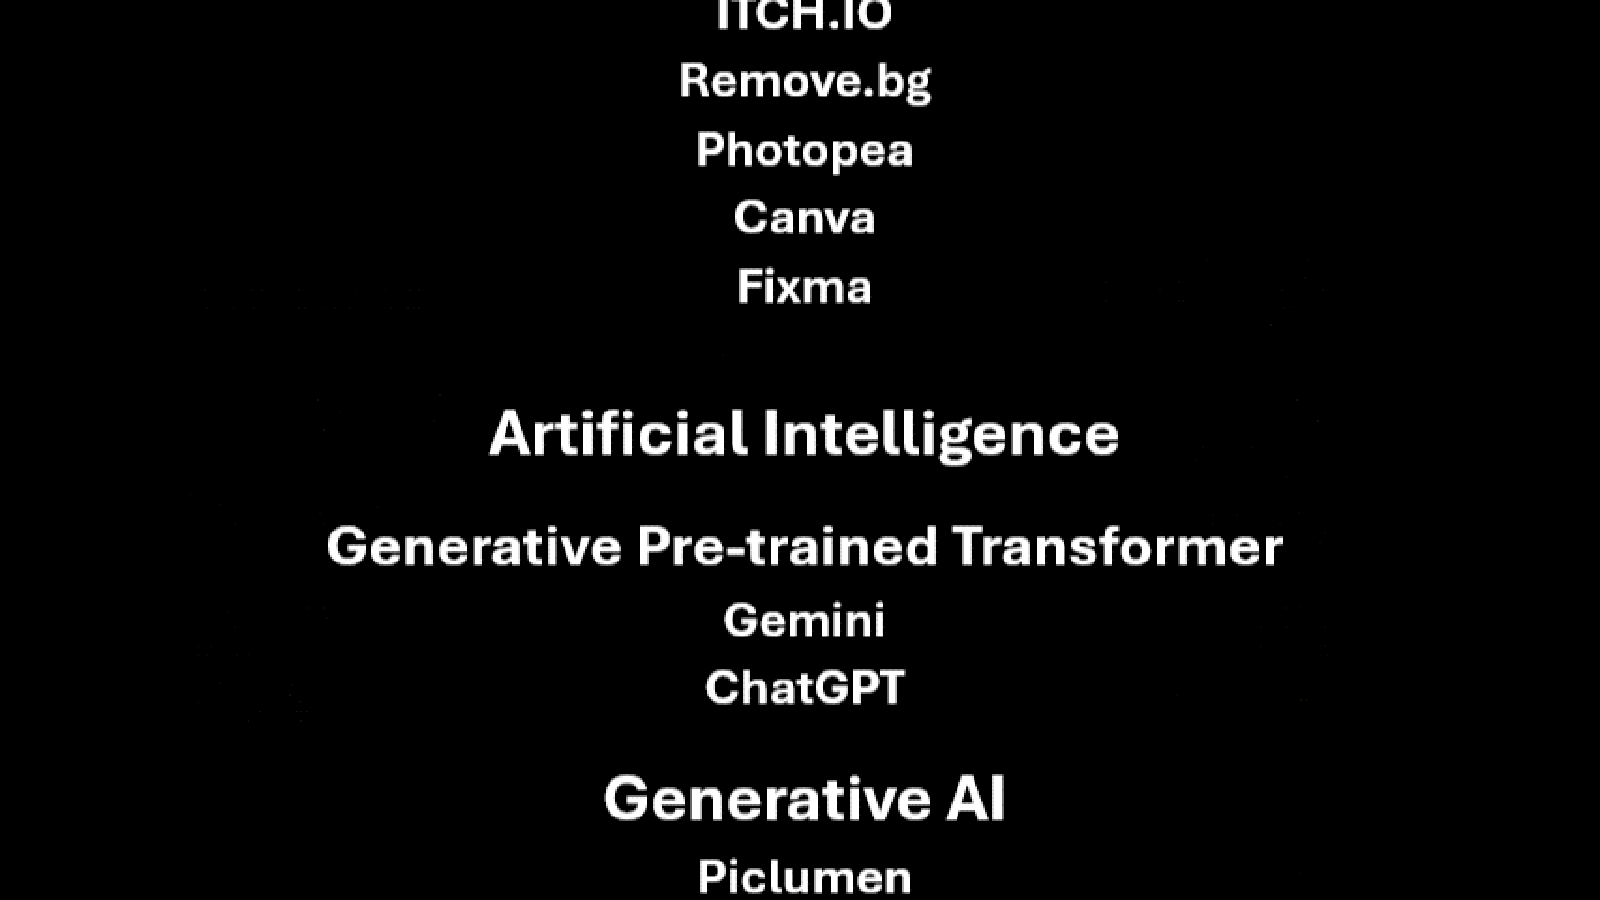 ITCH.IO
Remove.bg
Photopea
Canva
Fixma
Artificial Intelligence
Generative Pre-trained Transformer
Gemini
ChatGPT
Generative AI
Piclumen